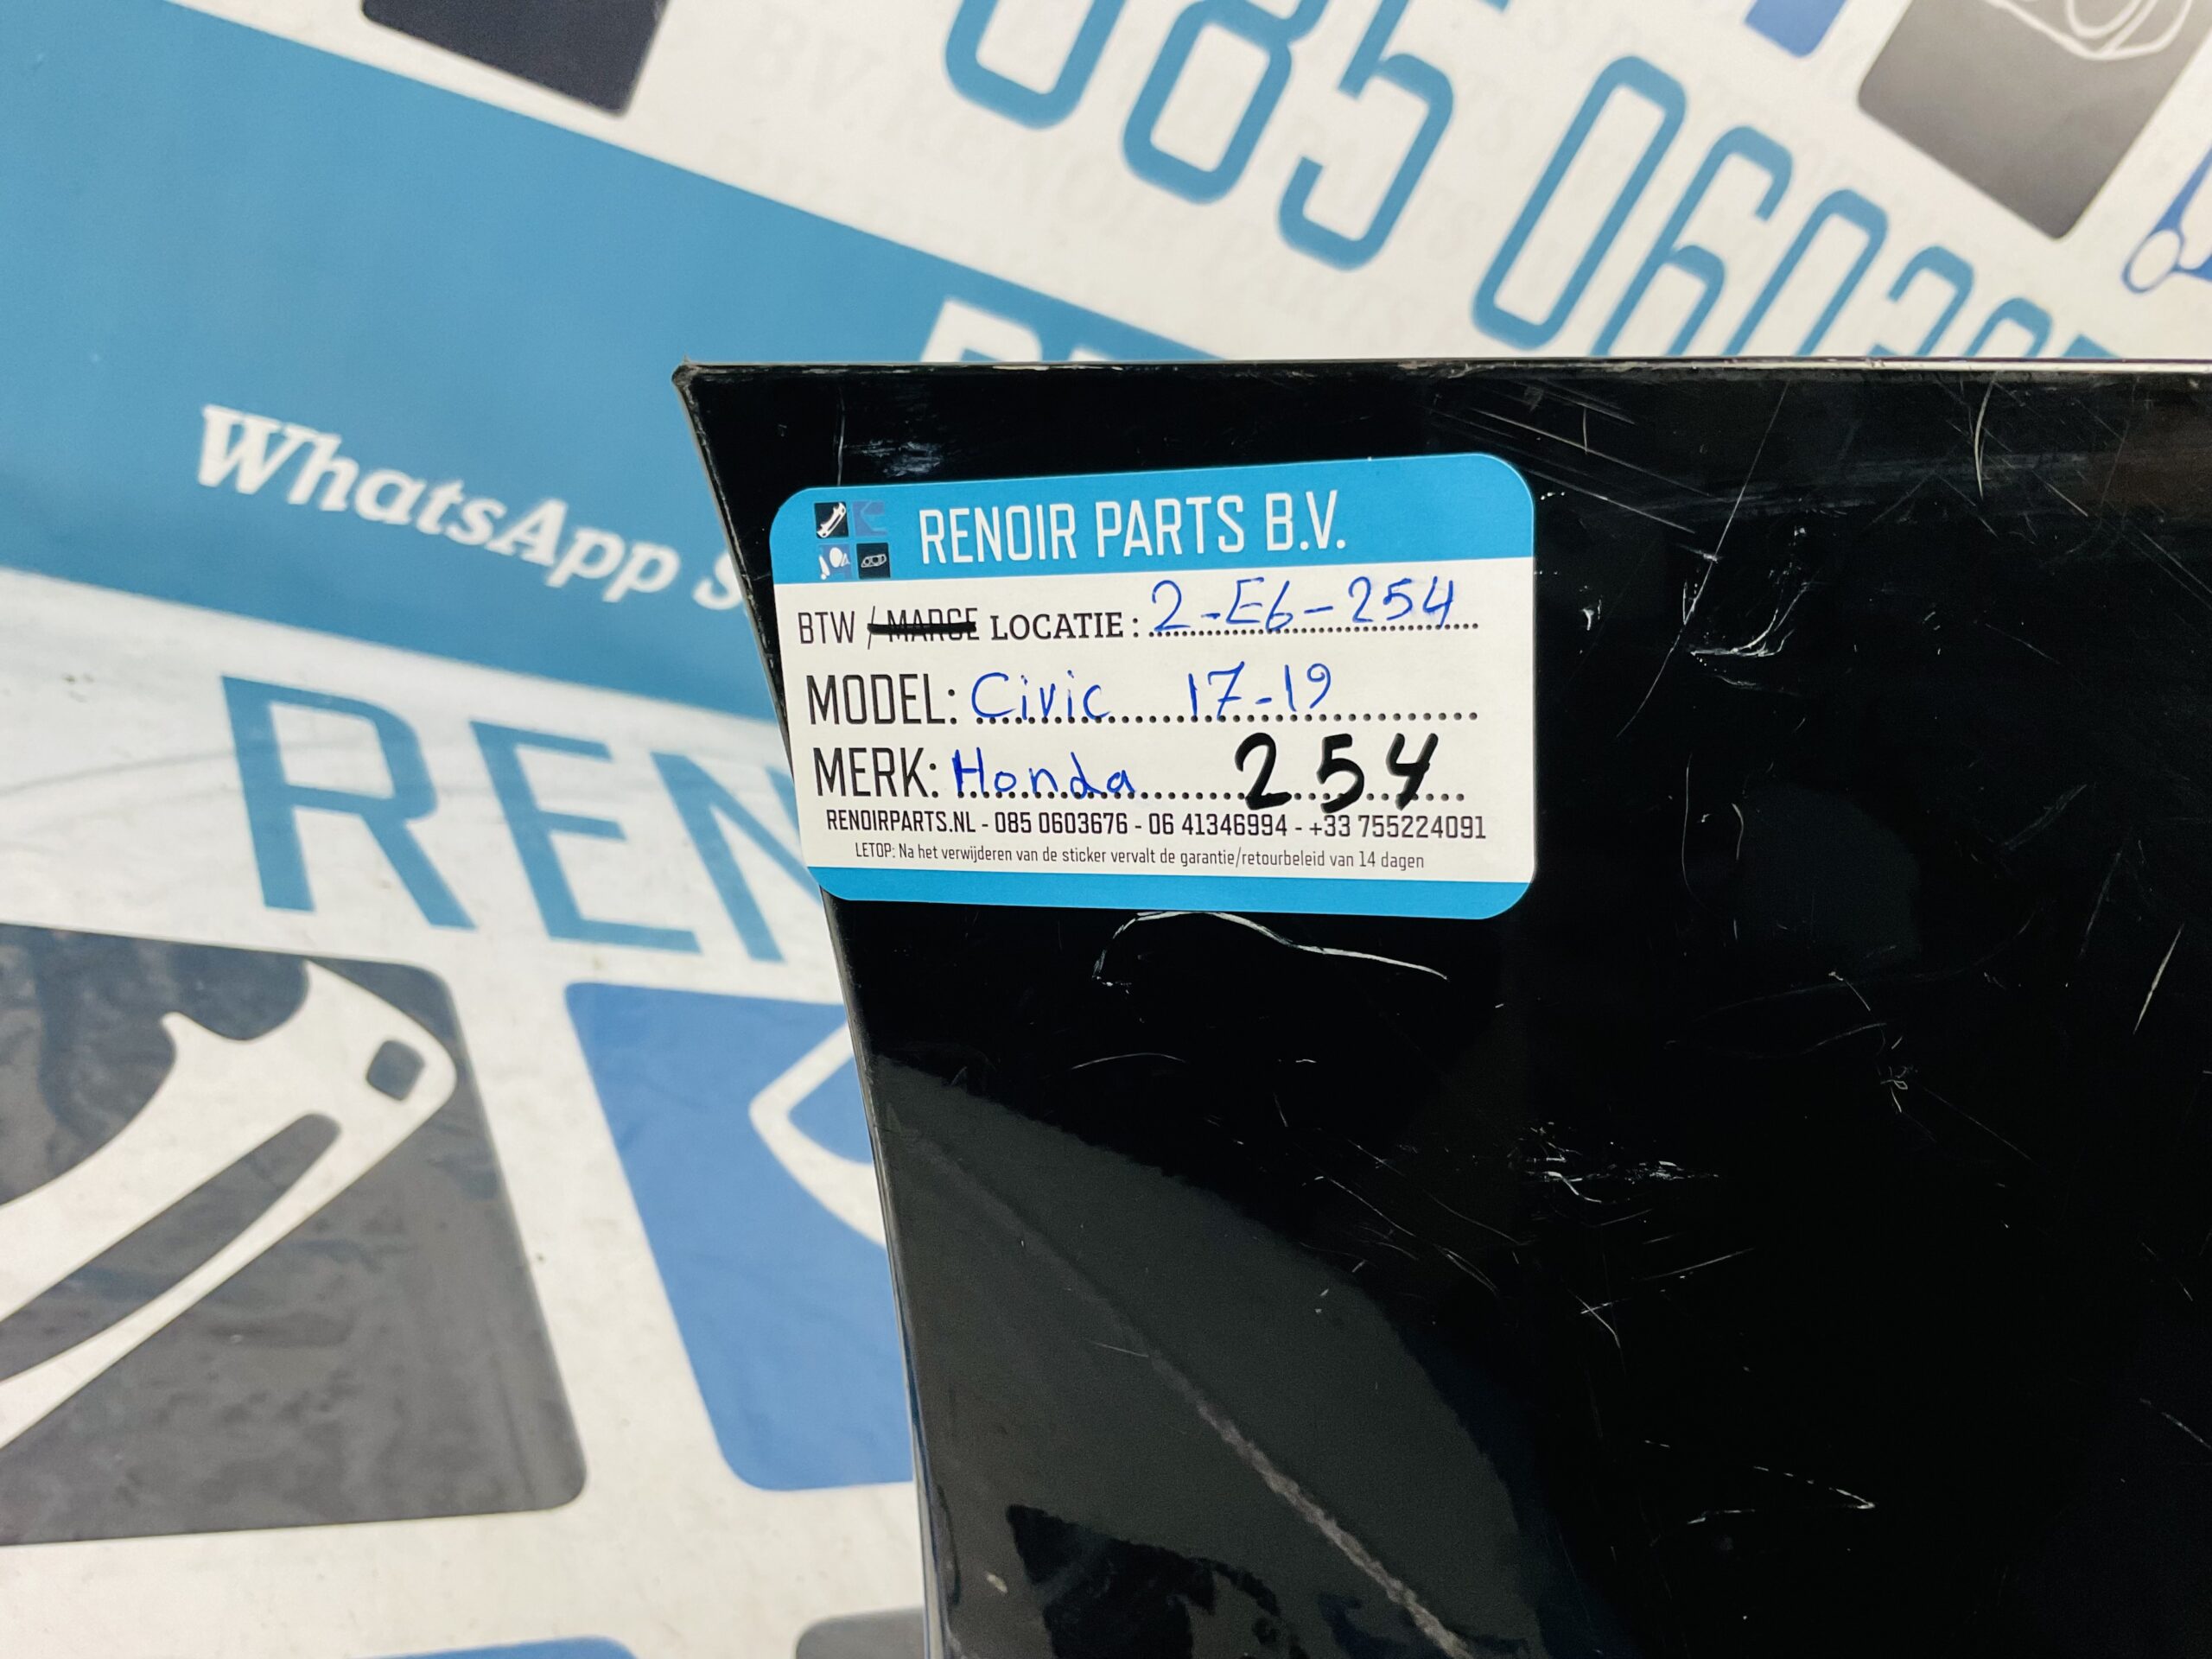 085 0603
WhatsApp
REN
RENOIR PARTS B.V.
BTW / MARGE LOCATIE: 2-E6-254
MODEL: Civic 17-19
MERK: Honda 254
RENOIRPARTS.NL - 085 0603676 - 06 41346994 - +33 755224091
LETOP: Na het verwijderen van de sticker vervalt de garantie/retourbeleid van 14 dagen